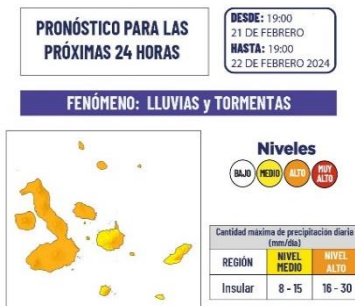 PRONÓSTICO PARA LAS
PRÓXIMAS 24 HORAS
DESDE: 19:00
21 DE FEBRERO
HASTA: 19:00
22 DE FEBRERO 2024
FENÓMENO: LLUVIAS y TORMENTAS
Niveles
BAJO MEDIO ALTO MUY ALTO
Cantidad máxima de precipitación diaria
(mm/dia)
REGIÓN NIVEL MEDIO NIVEL ALTO
Insular 8 - 15 16 - 30